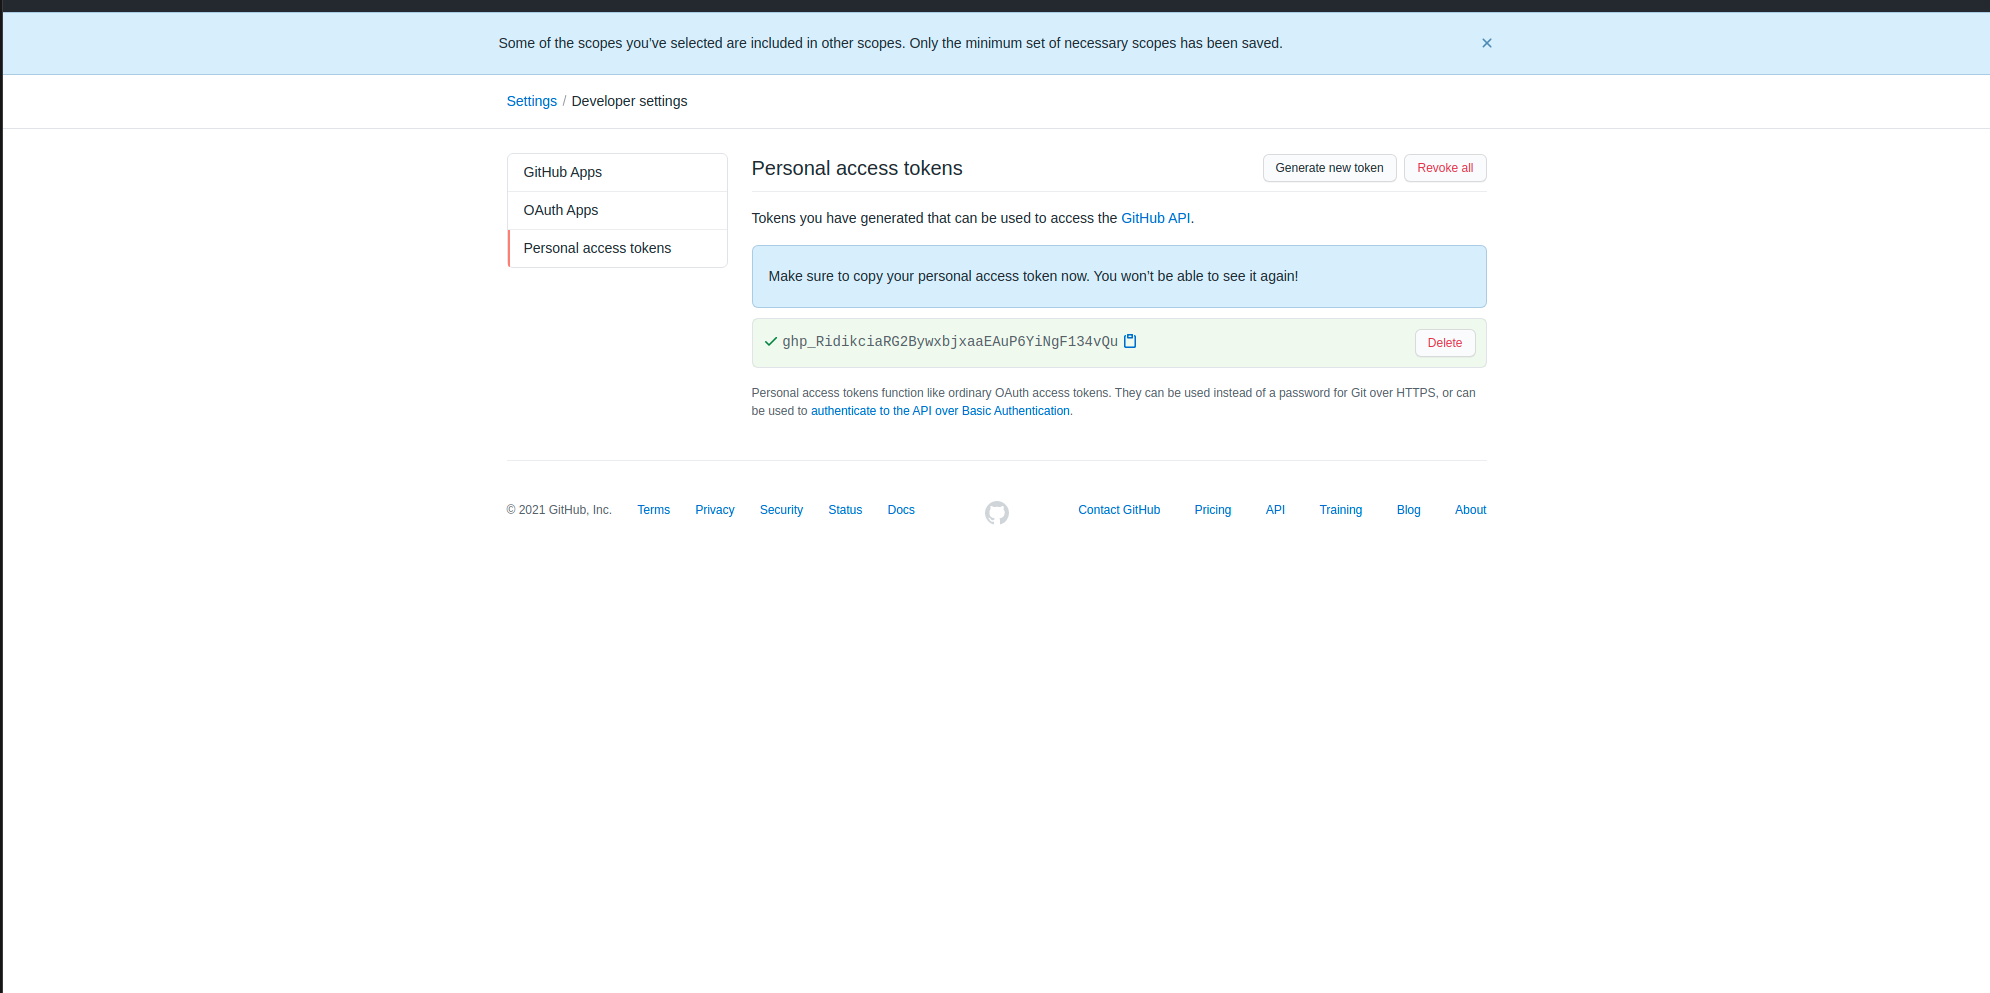 Some of the scopes you've selected are included in other scopes. Only the minimum set of necessary scopes has been saved.
Settings / Developer settings
GitHub Apps
OAuth Apps
Personal access tokens
Personal access tokens
Generate new token
Revoke all
Tokens you have generated that can be used to access the GitHub API.
Make sure to copy your personal access token now. You won't be able to see it again!
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
Delete
Personal access tokens function like ordinary OAuth access tokens. They can be used instead of a password for Git over HTTPS, or can
be used to authenticate to the API over Basic Authentication.
© 2021 GitHub, Inc. Terms Privacy Security Status Docs Contact GitHub Pricing API Training Blog About